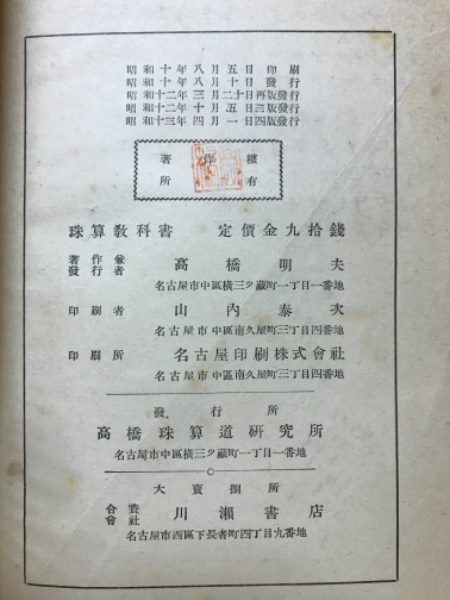 昭和十年八月五日印刷
昭和十年八月十日發行
昭和十二年三月二十日再版發行
昭和十二年十月五日三版發行
昭和十三年四月一日四版發行
著作權
所有
珠算敎科書 定價金九拾錢
著作兼
發行者 高橋明夫
名古屋市中區橫三ツ藏町一丁目一番地
印刷者 山內泰次
名古屋市中區南久屋町三丁目四番地
印刷所 名古屋印刷株式會社
名古屋市中區南久屋町三丁目四番地
發行所
高橋珠算道硏究所
名古屋市中區橫三ツ藏町一丁目一番地
大賣捌所
合資
會社 川瀨書店
名古屋市西區下長者町四丁目九番地